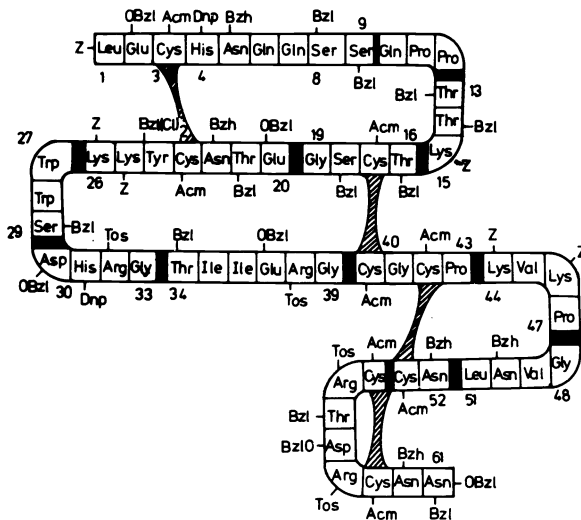 OBzl Acm Dnp Bzh Bzl 9
Z Leu Glu Cys His Asn Gln Gln Ser Ser Gln Pro Pro
1 3 4 8 Bzl
Bzl Thr 13
Thr Bzl
27 Z Bzh OBzl 19 Acm 16 Lys Z
Trp Lys Lys Tyr Cys Asn Thr Glu Gly Ser Cys Thr 15
26 Z Acm Bzl 20 Bzl Bzl
Trp
29 Ser Bzl
Tos Bzl OBzl 40 Acm 43 Z Z
Asp His Arg Gly Thr Ile Ile Glu Arg Gly Cys Gly Cys Pro Lys Val Lys
OBzl 30 Dnp 33 34 Tos 39 Acm 44
47 Pro
Tos Acm Bzh Bzh
Arg Cys Cys Asn Leu Asn Val Gly
Acm 52 51 48
Bzl Thr
BzlO Asp
Bzh 61
Arg Cys Asn Asn OBzl
Tos Acm Bzl